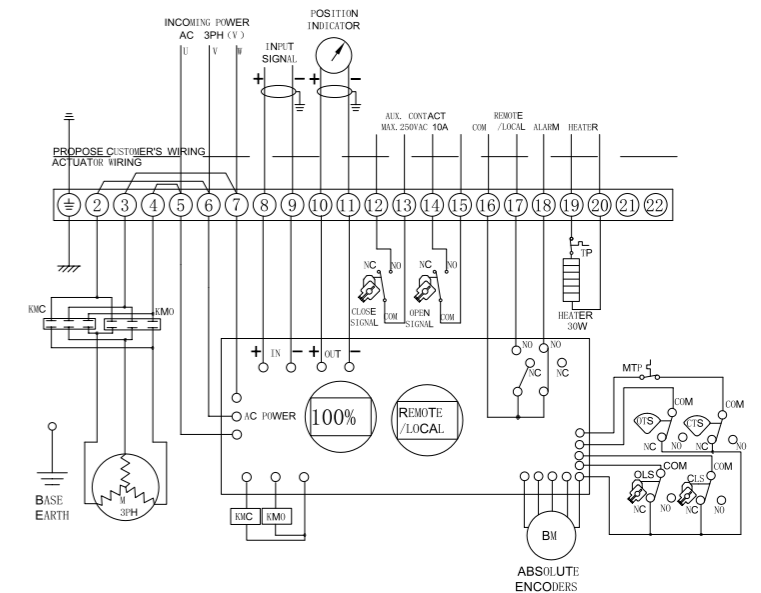 POSITION
INDICATOR
INCOMING POWER
AC 3PH (V)
U V W
INPUT
SIGNAL
+ - + -
AUX. CONTACT
MAX. 250VAC 10A
COM
REMOTE
/LOCAL
ALARM
HEATER
PROPOSE CUSTOMER'S WIRING
ACTUATOR WIRING
2 3 4 5 6 7 8 9 10 11 12 13 14 15 16 17 18 19 20 21 22
NC NO
CLOSE
SIGNAL
COM
NC NO
OPEN
SIGNAL
COM
TP
HEATER
30W
KMC
KMO
+ IN - + OUT -
NO
NC
NO
NC
AC POWER
100%
REMOTE
/LOCAL
MTP
COM
OTS
NC NO
COM
CTS
NC NO
COM
OLS
NC NO
COM
CLS
NC NO
BASE
EARTH
M
3PH
KMC
KMO
BM
ABSOLUTE
ENCODERS